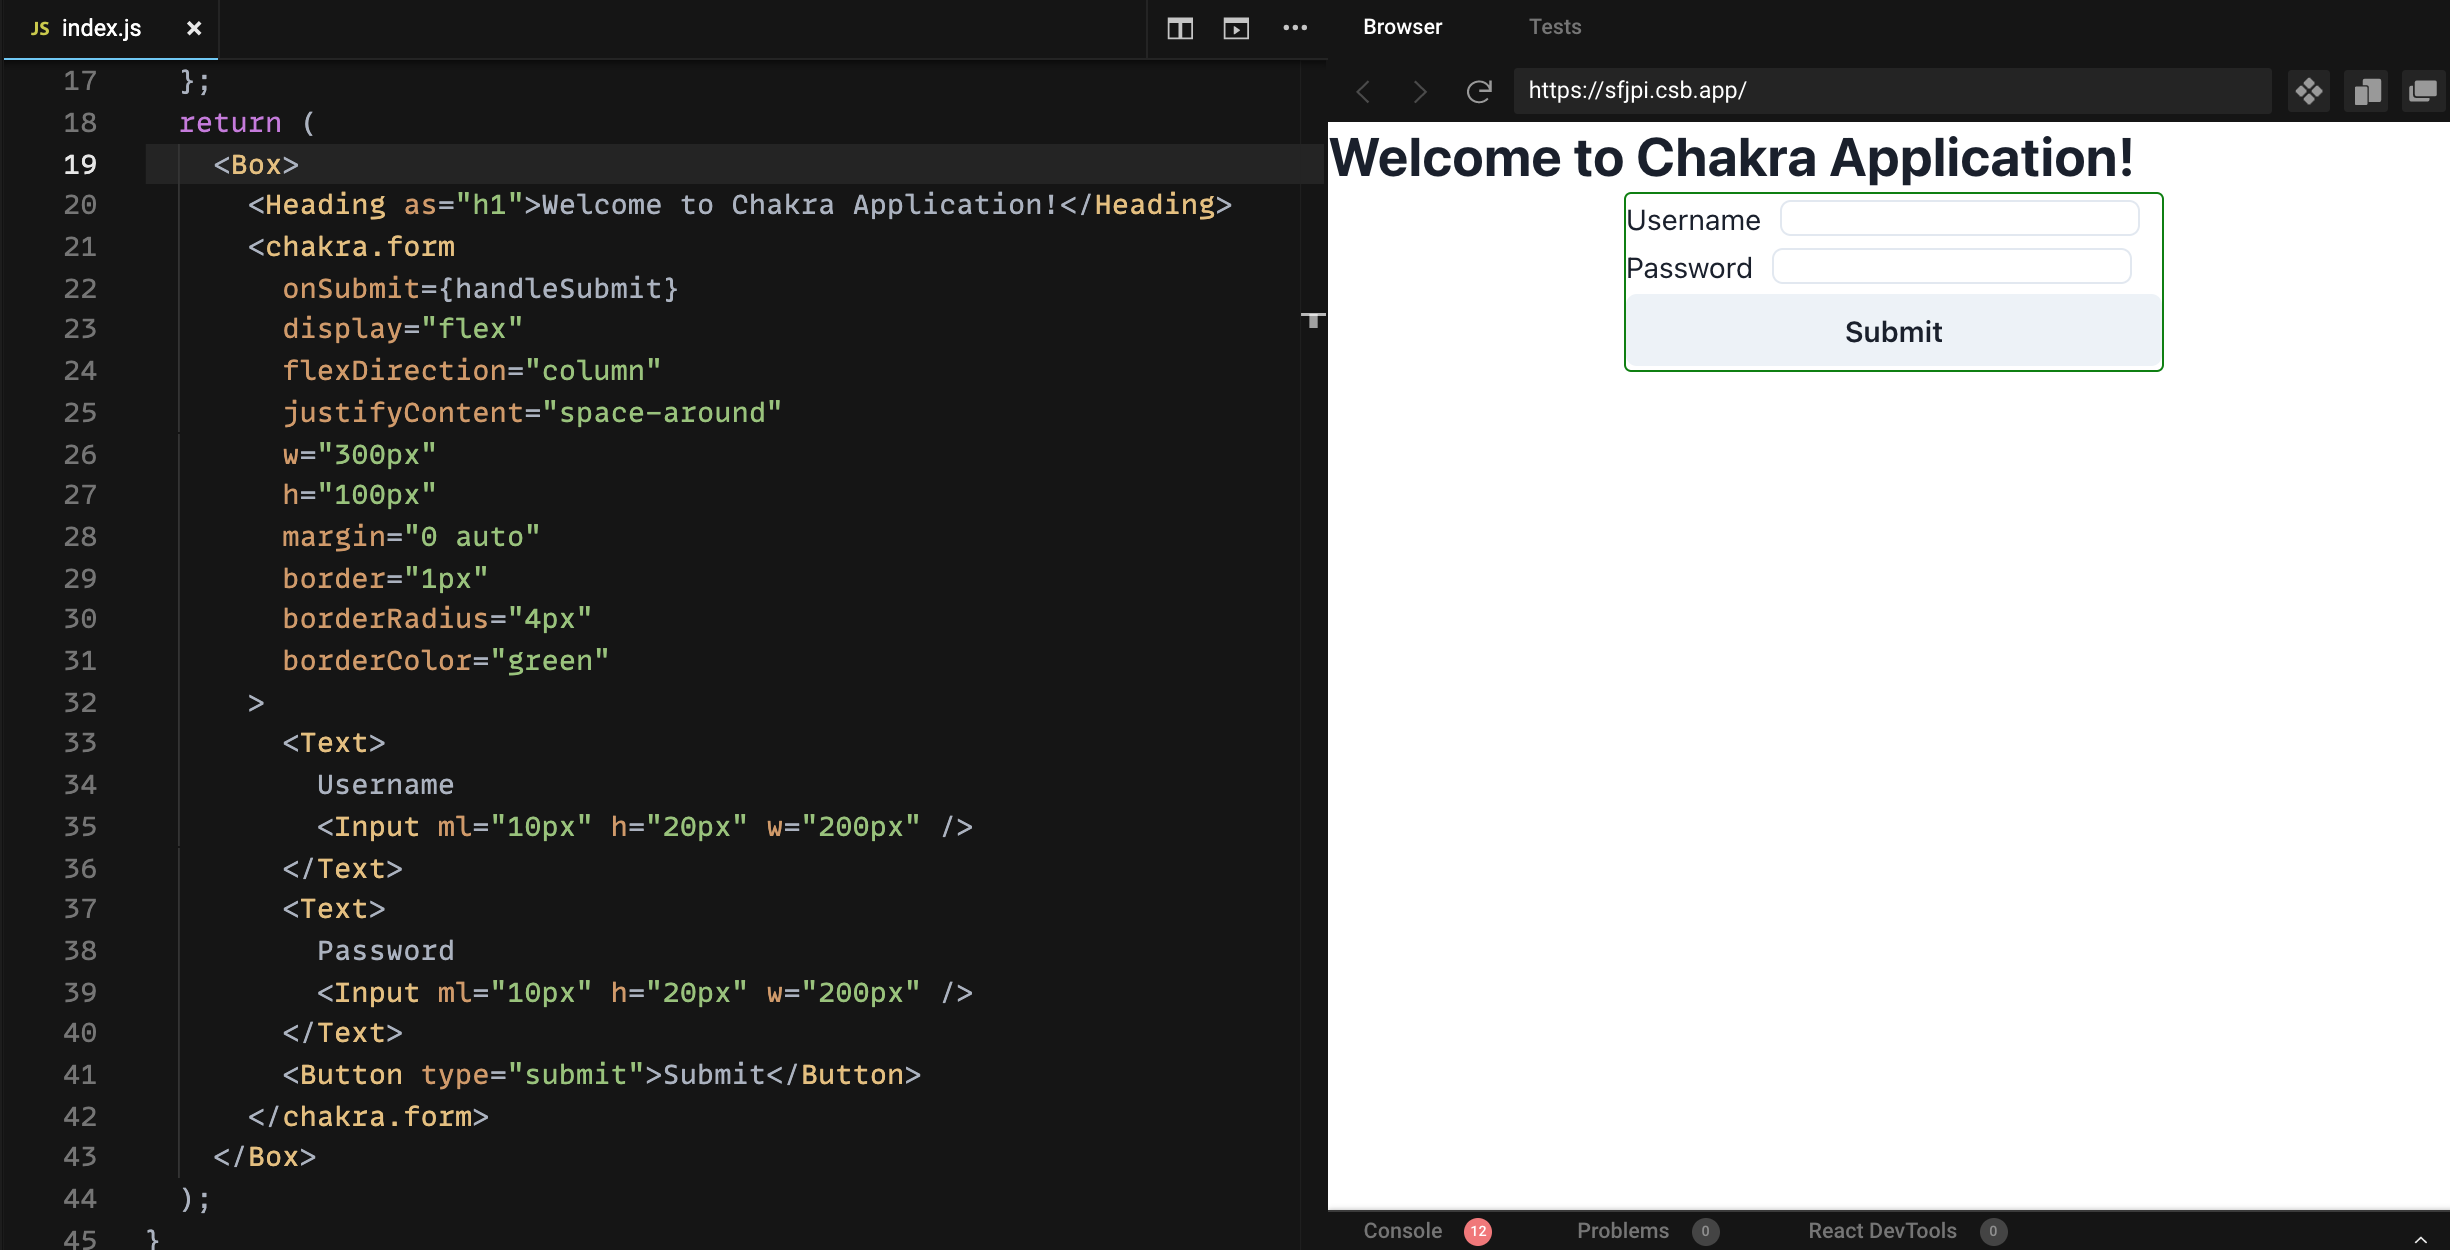 JS index.js ×
17 };
18 return (
19 <Box>
20 <Heading as="h1">Welcome to Chakra Application!</Heading>
21 <chakra.form
22 onSubmit={handleSubmit}
23 display="flex"
24 flexDirection="column"
25 justifyContent="space-around"
26 w="300px"
27 h="100px"
28 margin="0 auto"
29 border="1px"
30 borderRadius="4px"
31 borderColor="green"
32 >
33 <Text>
34 Username
35 <Input ml="10px" h="20px" w="200px" />
36 </Text>
37 <Text>
38 Password
39 <Input ml="10px" h="20px" w="200px" />
40 </Text>
41 <Button type="submit">Submit</Button>
42 </chakra.form>
43 </Box>
44 );
45 }
Browser Tests
https://sfjpi.csb.app/
Welcome to Chakra Application!
Username
Password
Submit
Console 12 Problems 0 React DevTools 0